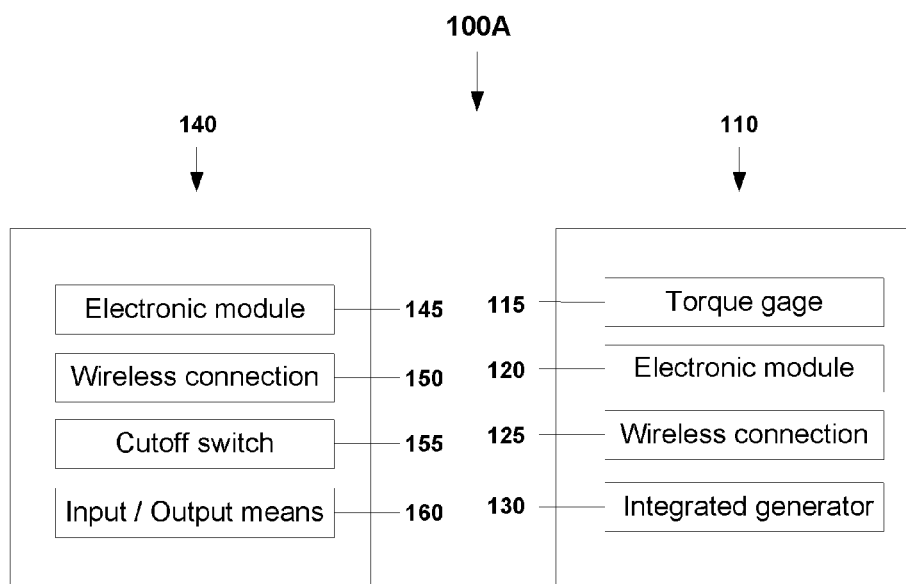 100A
140
110
Electronic module
145
115
Torque gage
Wireless connection
150
120
Electronic module
Cutoff switch
155
125
Wireless connection
Input / Output means
160
130
Integrated generator